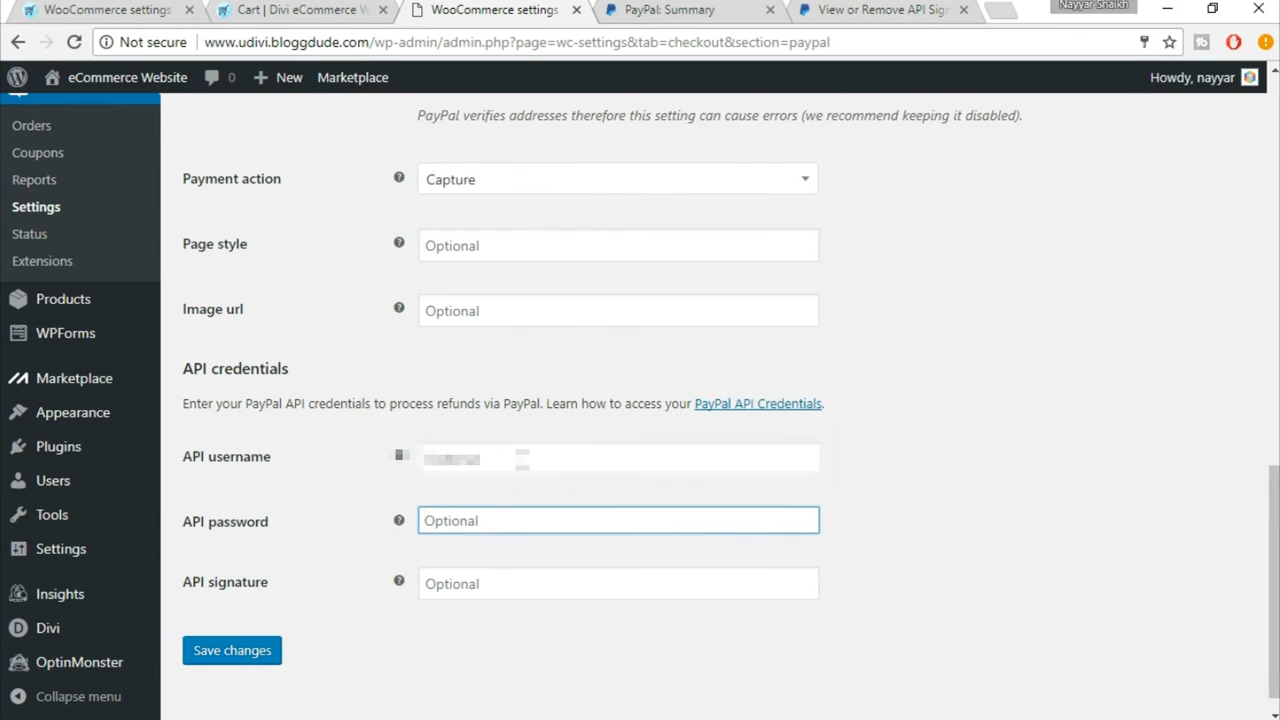 WooCommerce settings
Cart | Divi eCommerce W
WooCommerce settings
PayPal: Summary
View or Remove API Sign
Nayyar Shaikh
Not secure
www.udivi.bloggdude.com/wp-admin/admin.php?page=wc-settings&tab=checkout&section=paypal
eCommerce Website
0
New
Marketplace
Howdy, nayyar
Orders
Coupons
Reports
Settings
Status
Extensions
Products
WPForms
Marketplace
Appearance
Plugins
Users
Tools
Settings
Insights
Divi
OptinMonster
Collapse menu
PayPal verifies addresses therefore this setting can cause errors (we recommend keeping it disabled).
Payment action
Capture
Page style
Optional
Image url
Optional
API credentials
Enter your PayPal API credentials to process refunds via PayPal. Learn how to access your PayPal API Credentials.
API username
API password
Optional
API signature
Optional
Save changes